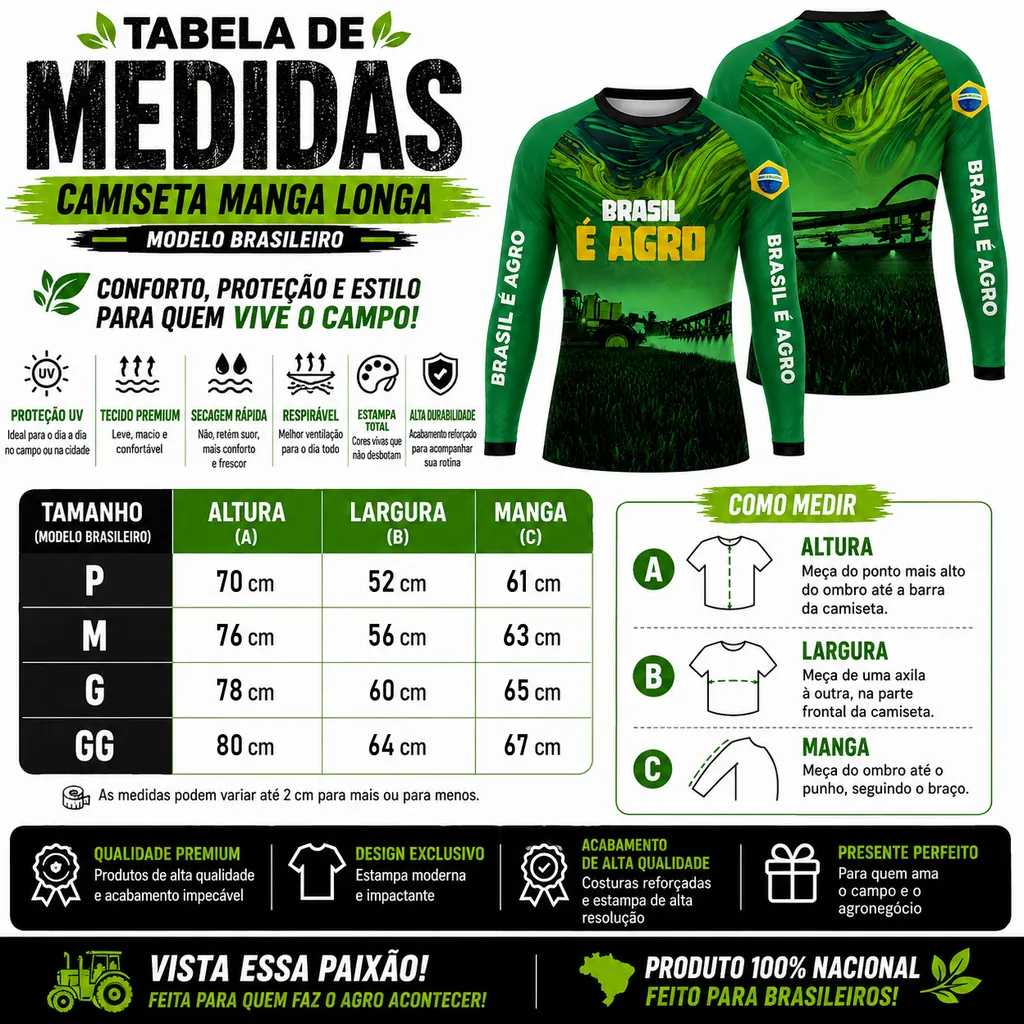 TABELA DE
MEDIDAS
CAMISETA MANGA LONGA
MODELO BRASILEIRO
CONFORTO, PROTEÇÃO E ESTILO
PARA QUEM VIVE O CAMPO!
UV
PROTEÇÃO UV
Ideal para o dia a dia
no campo ou na cidade
TECIDO PREMIUM
Leve, macio e
confortável
SECAGEM RÁPIDA
Não, retém suor,
mais conforto
e frescor
RESPIRÁVEL
Melhor ventilação
para o dia todo
ESTAMPA
TOTAL
Cores vivas que
não desbotam
ALTA DURABILIDADE
Acabamento reforçado
para acompanhar
sua rotina
BRASIL
É AGRO
BRASIL É AGRO
BRASIL É AGRO
BRASIL É AGRO
TAMANHO
(MODELO BRASILEIRO)
ALTURA
(A)
LARGURA
(B)
MANGA
(C)
P 70 cm 52 cm 61 cm
M 76 cm 56 cm 63 cm
G 78 cm 60 cm 65 cm
GG 80 cm 64 cm 67 cm
As medidas podem variar até 2 cm para mais ou para menos.
COMO MEDIR
A
ALTURA
Meça do ponto mais alto
do ombro até a barra
da camiseta.
B
LARGURA
Meça de uma axila
à outra, na parte
frontal da camiseta.
C
MANGA
Meça do ombro até o
punho, seguindo o braço.
QUALIDADE PREMIUM
Produtos de alta qualidade
e acabamento impecável
DESIGN EXCLUSIVO
Estampa moderna
e impactante
ACABAMENTO
DE ALTA QUALIDADE
Costuras reforçadas
e estampa de alta
resolução
PRESENTE PERFEITO
Para quem ama
o campo e o
agronegócio
VISTA ESSA PAIXÃO!
FEITA PARA QUEM FAZ O AGRO ACONTECER!
PRODUTO 100% NACIONAL
FEITO PARA BRASILEIROS!